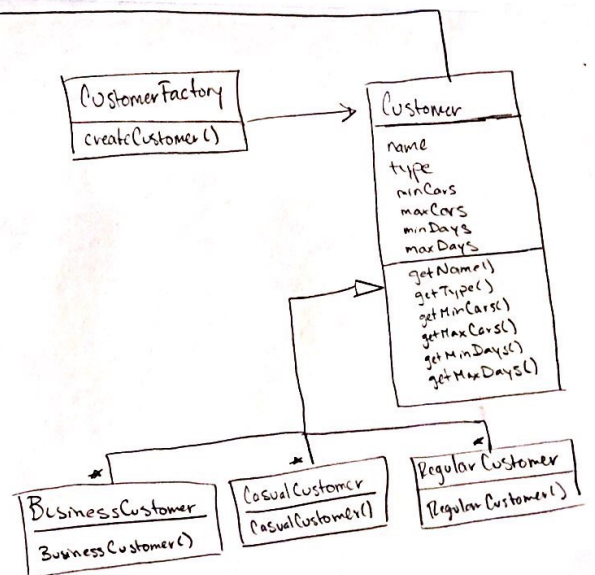 CustomerFactory
createCustomer()
Customer
name
type
minCars
maxCars
minDays
maxDays
getName()
getType()
getMinCars()
getMaxCars()
getMinDays()
getMaxDays()
*
*
*
BusinessCustomer
BusinessCustomer()
CasualCustomer
CasualCustomer()
RegularCustomer
RegularCustomer()